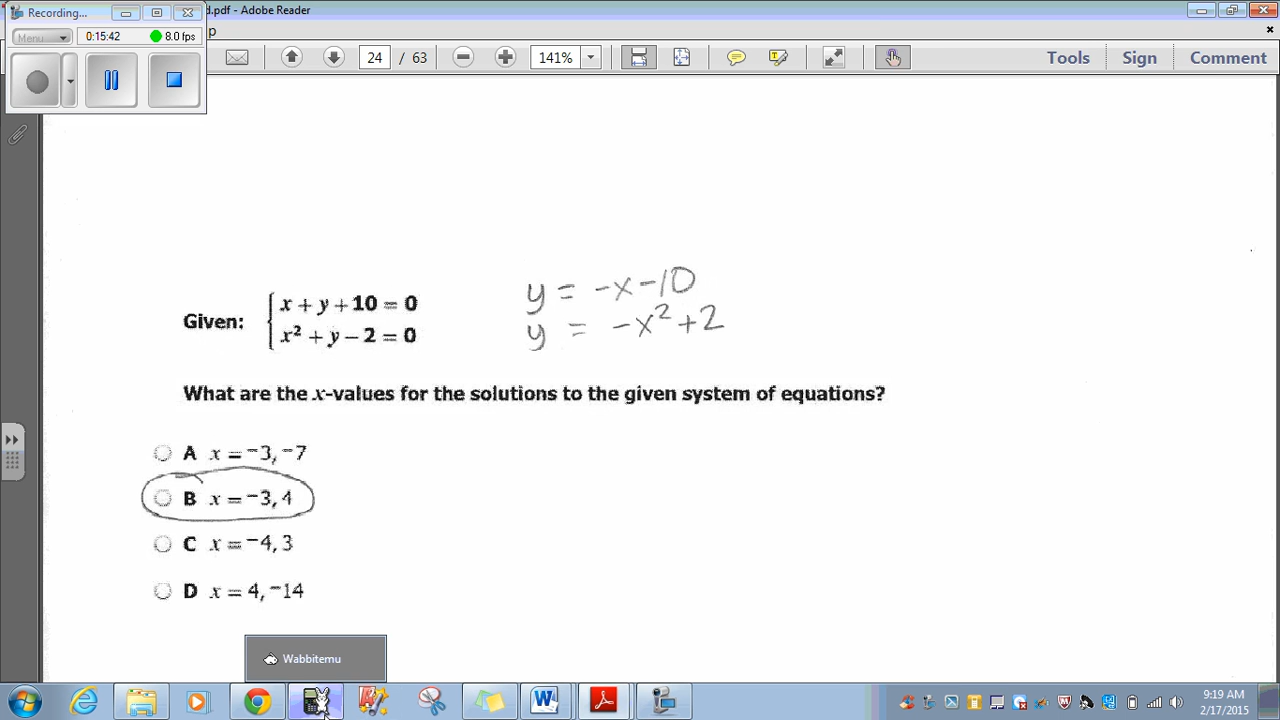 Recording...
d.pdf - Adobe Reader
Menu
0:15:42
8.0 fps
p
24 / 63
141%
Tools
Sign
Comment
y = -x-10
y = -x²+2
Given: x + y + 10 = 0
x² + y − 2 = 0
What are the x-values for the solutions to the given system of equations?
A x = ⁻3, ⁻7
B x = ⁻3, 4
C x = ⁻4, 3
D x = 4, ⁻14
Wabbitemu
9:19 AM
2/17/2015